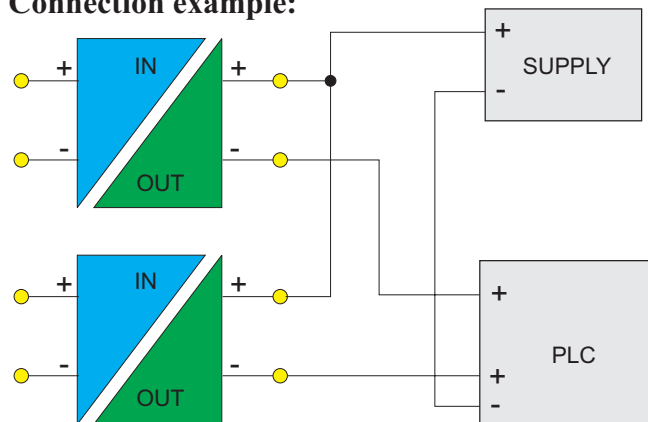 Connection example:
+ IN + + SUPPLY
-
- - OUT
+ IN + +
PLC
- - +
OUT -